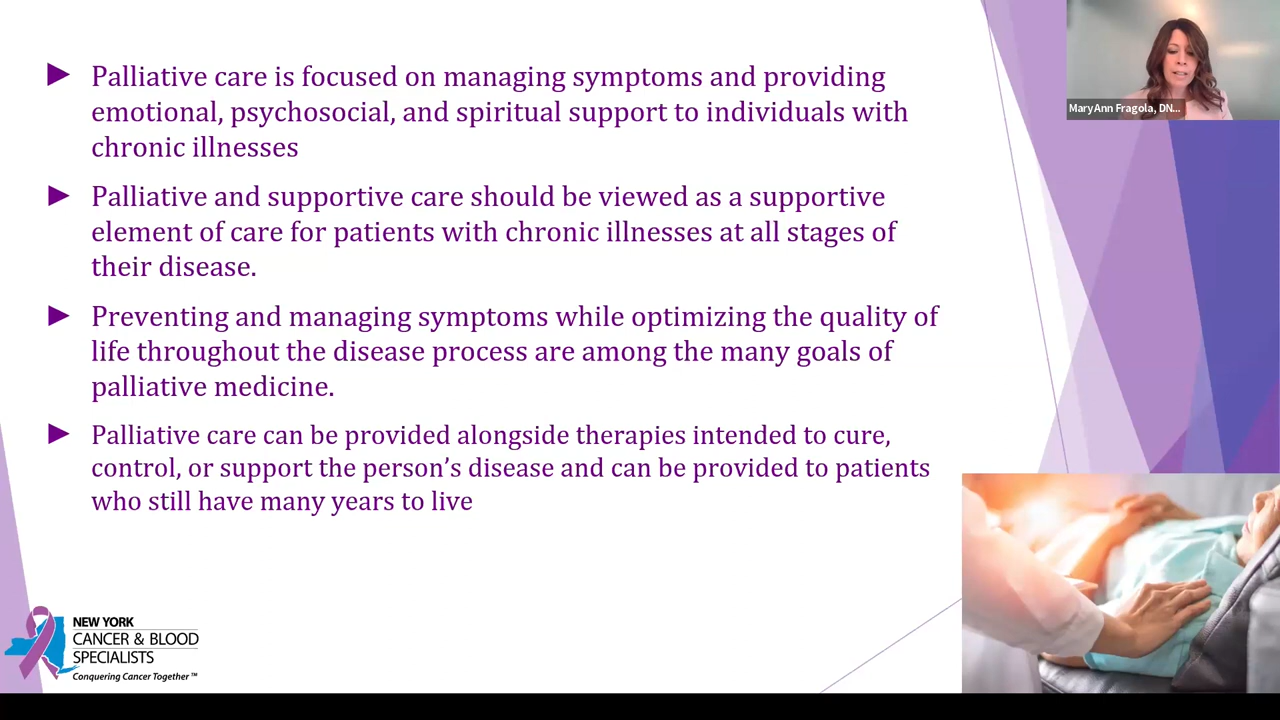 Palliative care is focused on managing symptoms and providing
emotional, psychosocial, and spiritual support to individuals with
chronic illnesses
Palliative and supportive care should be viewed as a supportive
element of care for patients with chronic illnesses at all stages of
their disease.
Preventing and managing symptoms while optimizing the quality of
life throughout the disease process are among the many goals of
palliative medicine.
Palliative care can be provided alongside therapies intended to cure,
control, or support the person’s disease and can be provided to patients
who still have many years to live
MaryAnn Fragola, DN...
NEW YORK
CANCER & BLOOD
SPECIALISTS
Conquering Cancer Together™